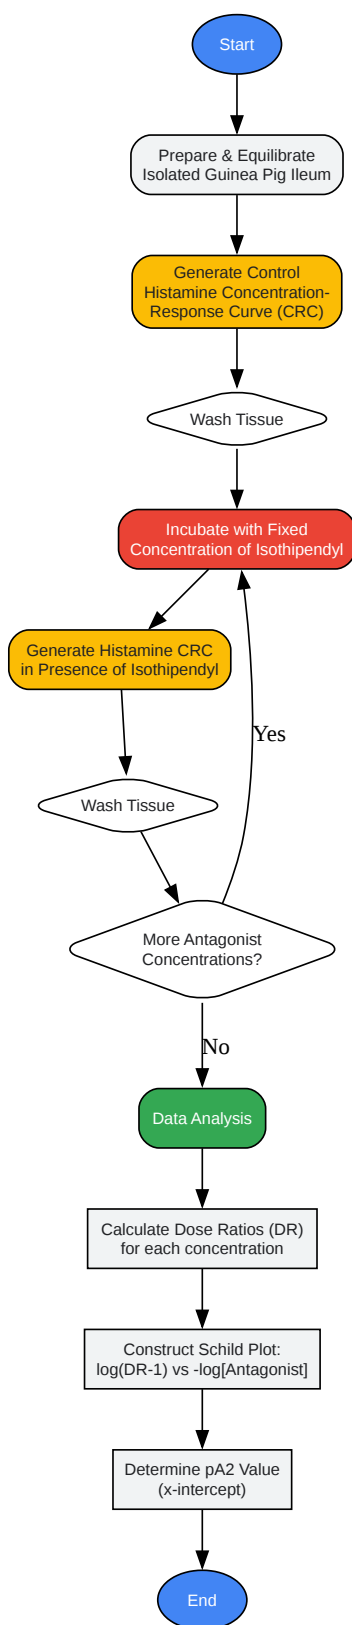 Start
Prepare & Equilibrate
Isolated Guinea Pig Ileum
Generate Control
Histamine Concentration-
Response Curve (CRC)
Wash Tissue
Incubate with Fixed
Concentration of Isothipendyl
Generate Histamine CRC
in Presence of Isothipendyl
Yes
Wash Tissue
More Antagonist
Concentrations?
No
Data Analysis
Calculate Dose Ratios (DR)
for each concentration
Construct Schild Plot:
log(DR-1) vs -log[Antagonist]
Determine pA2 Value
(x-intercept)
End